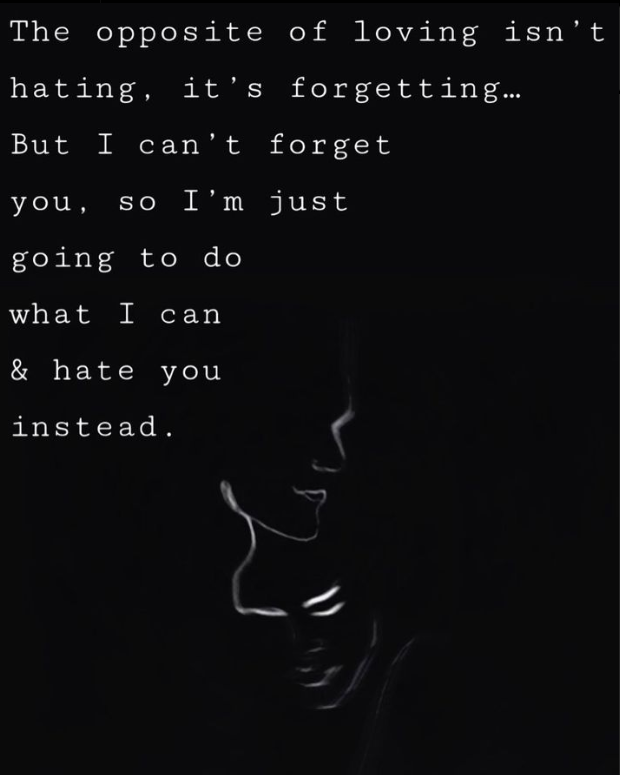 The opposite of loving isn’t
hating, it’s forgetting…
But I can’t forget
you, so I’m just
going to do
what I can
& hate you
instead.